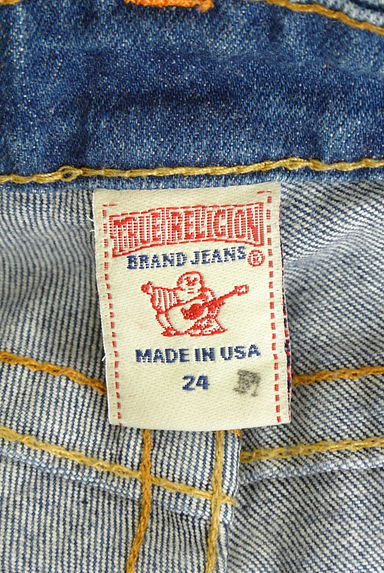 TRUE RELIGION
BRAND JEANS ®
MADE IN USA
24